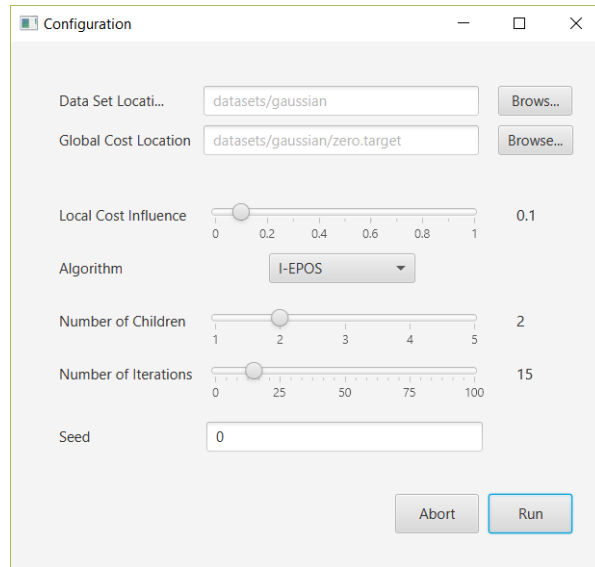 Configuration
Data Set Locati... datasets/gaussian Brows...
Global Cost Location datasets/gaussian/zero.target Browse...
Local Cost Influence 0.1
0 0.2 0.4 0.6 0.8 1
Algorithm I-EPOS
Number of Children 2
1 2 3 4 5
Number of Iterations 15
0 25 50 75 100
Seed 0
Abort Run